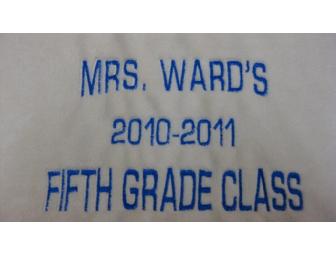 MRS. WARD'S
2010-2011
FIFTH GRADE CLASS